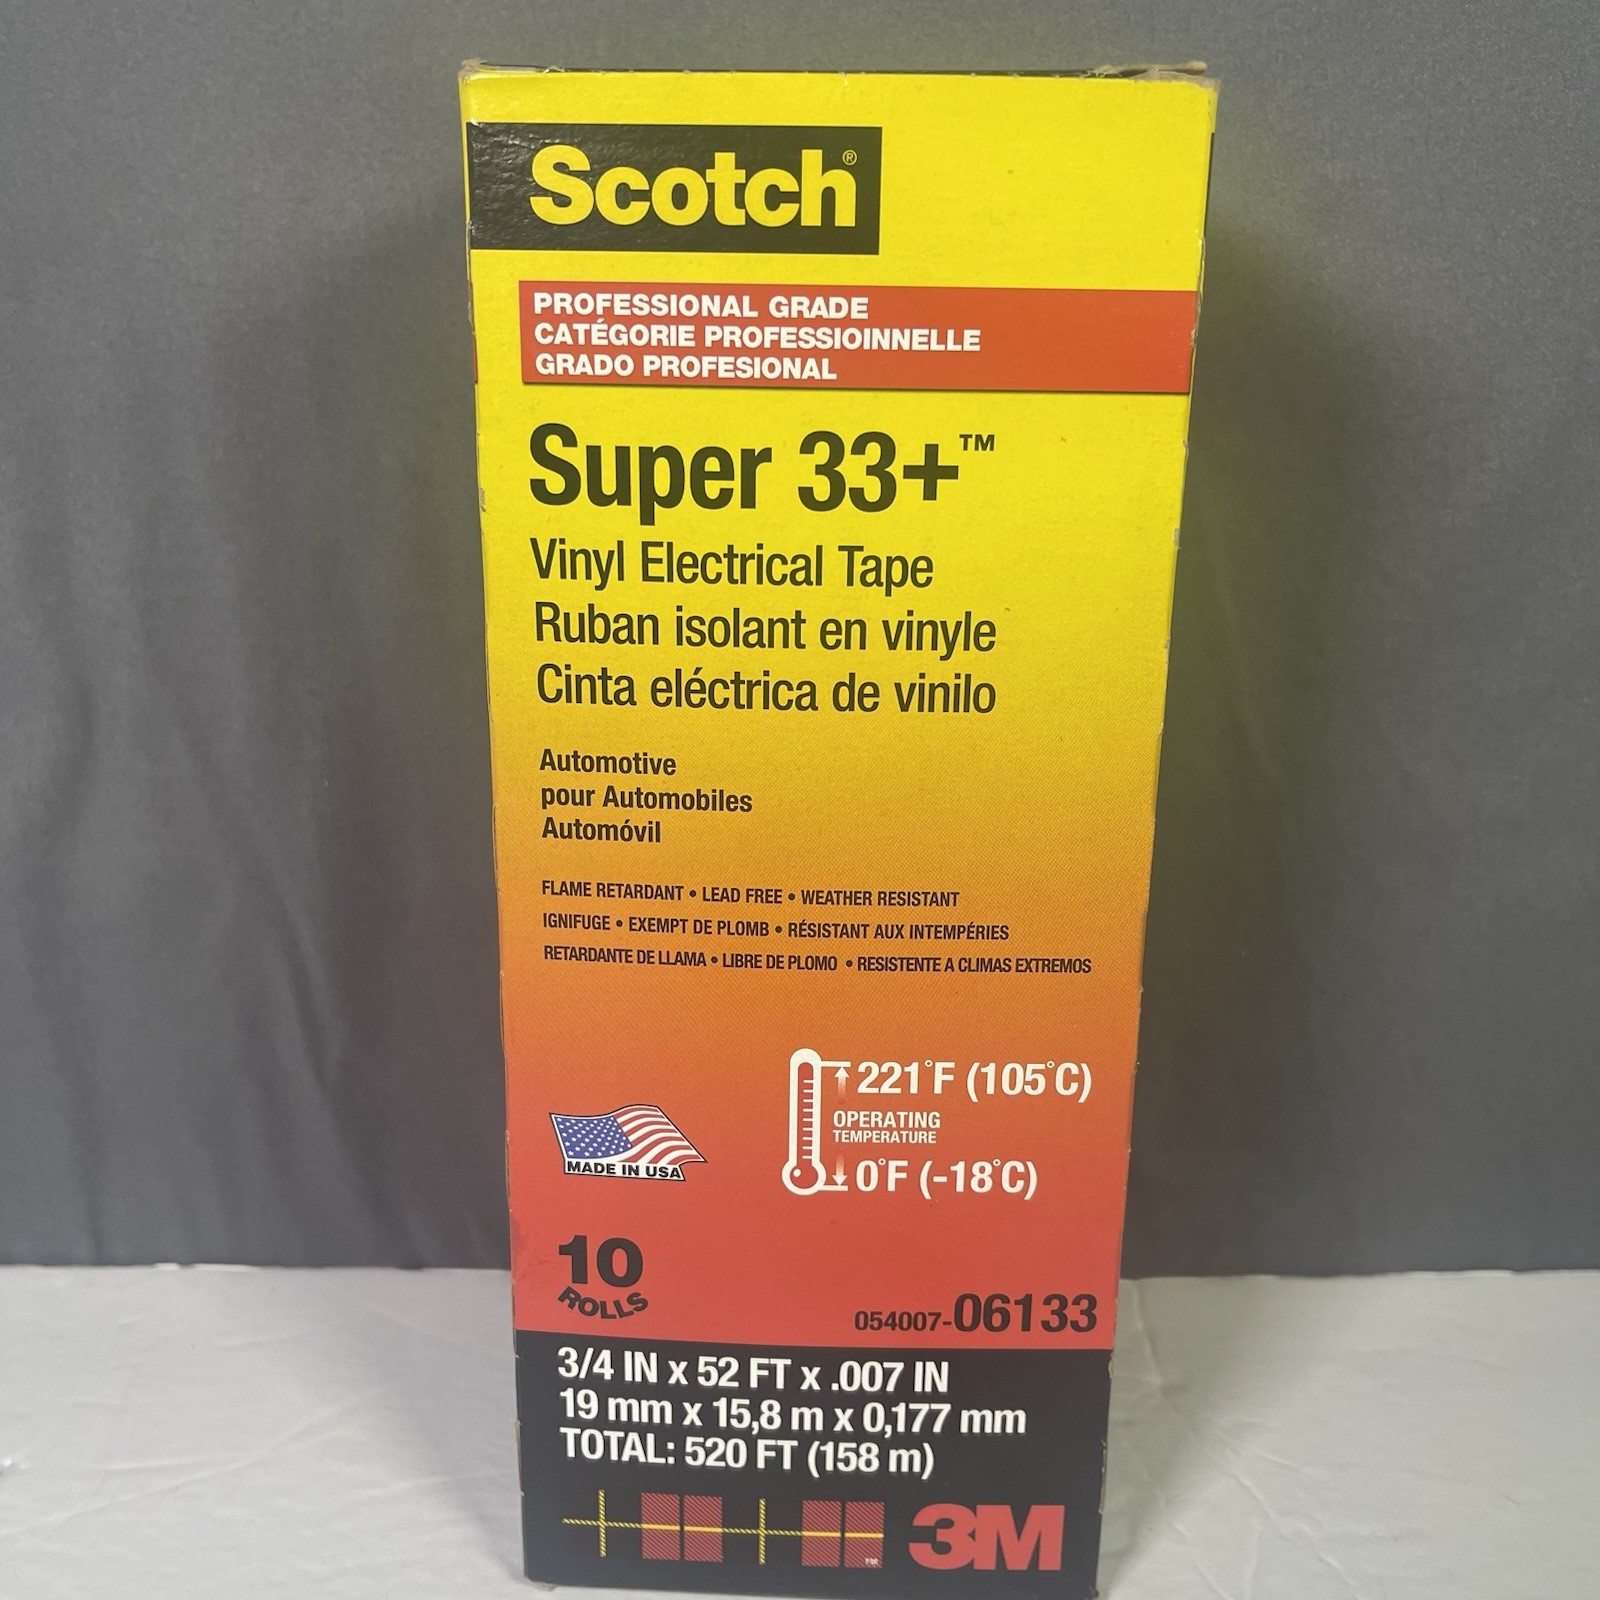 Scotch®
PROFESSIONAL GRADE
CATÉGORIE PROFESSIOINNELLE
GRADO PROFESIONAL
Super 33+™
Vinyl Electrical Tape
Ruban isolant en vinyle
Cinta eléctrica de vinilo
Automotive
pour Automobiles
Automóvil
FLAME RETARDANT • LEAD FREE • WEATHER RESISTANT
IGNIFUGE • EXEMPT DE PLOMB • RÉSISTANT AUX INTEMPÉRIES
RETARDANTE DE LLAMA • LIBRE DE PLOMO • RESISTENTE A CLIMAS EXTREMOS
221°F (105°C)
OPERATING
TEMPERATURE
0°F (-18°C)
MADE IN USA
10
ROLLS
054007-06133
3/4 IN x 52 FT x .007 IN
19 mm x 15,8 m x 0,177 mm
TOTAL: 520 FT (158 m)
TM
3M